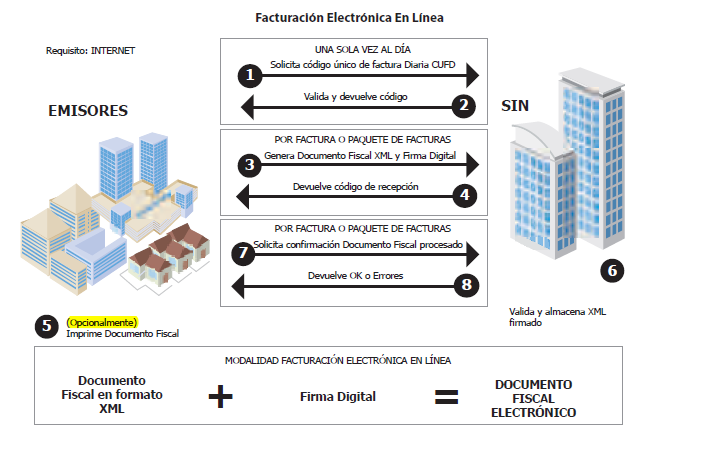 Facturación Electrónica En Línea
Requisito: INTERNET
EMISORES
UNA SOLA VEZ AL DÍA
Solicita código único de factura Diaria CUFD
1
Valida y devuelve código
2
SIN
POR FACTURA O PAQUETE DE FACTURAS
Genera Documento Fiscal XML y Firma Digital
3
Devuelve código de recepción
4
POR FACTURA O PAQUETE DE FACTURAS
7
Solicita confirmación Documento Fiscal procesado
Devuelve OK o Errores
8
6
Valida y almacena XML
firmado
5
(Opcionalmente)
Imprime Documento Fiscal
MODALIDAD FACTURACIÓN ELECTRÓNICA EN LÍNEA
Documento
Fiscal en formato
XML
+
Firma Digital
=
DOCUMENTO
FISCAL
ELECTRÓNICO